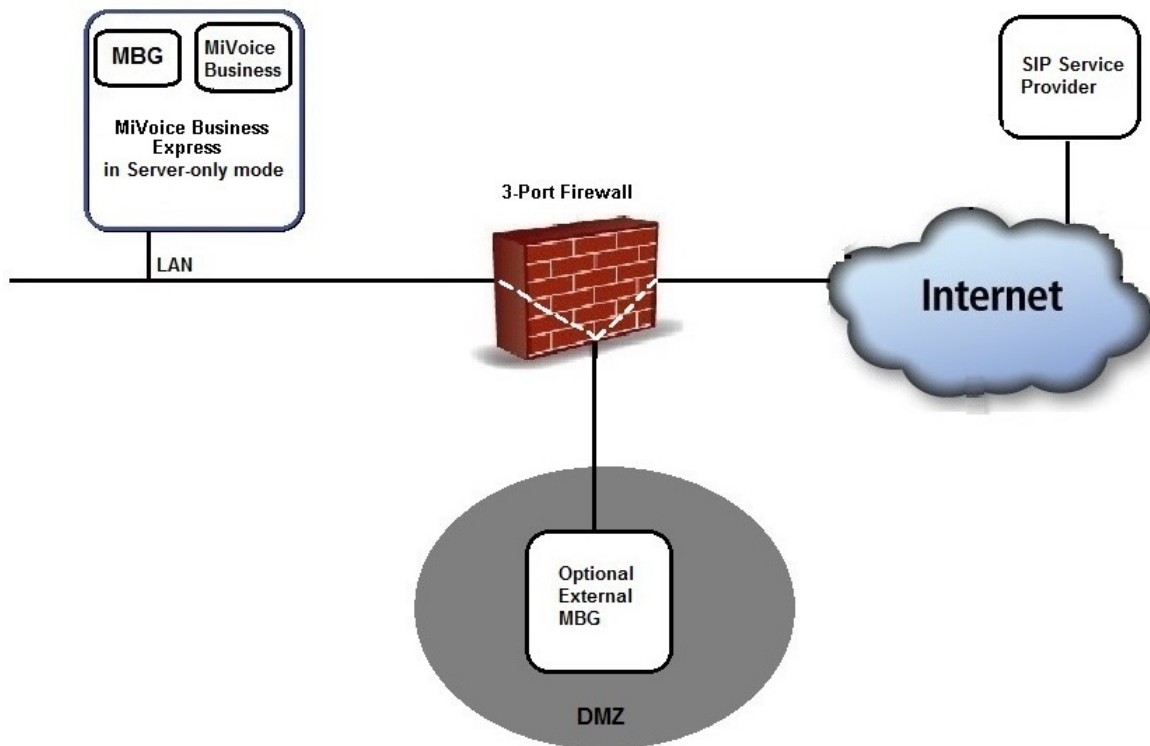 MBG
MiVoice
Business
MiVoice Business
Express
in Server-only mode
SIP Service
Provider
3-Port Firewall
LAN
Internet
Optional
External
MBG
DMZ